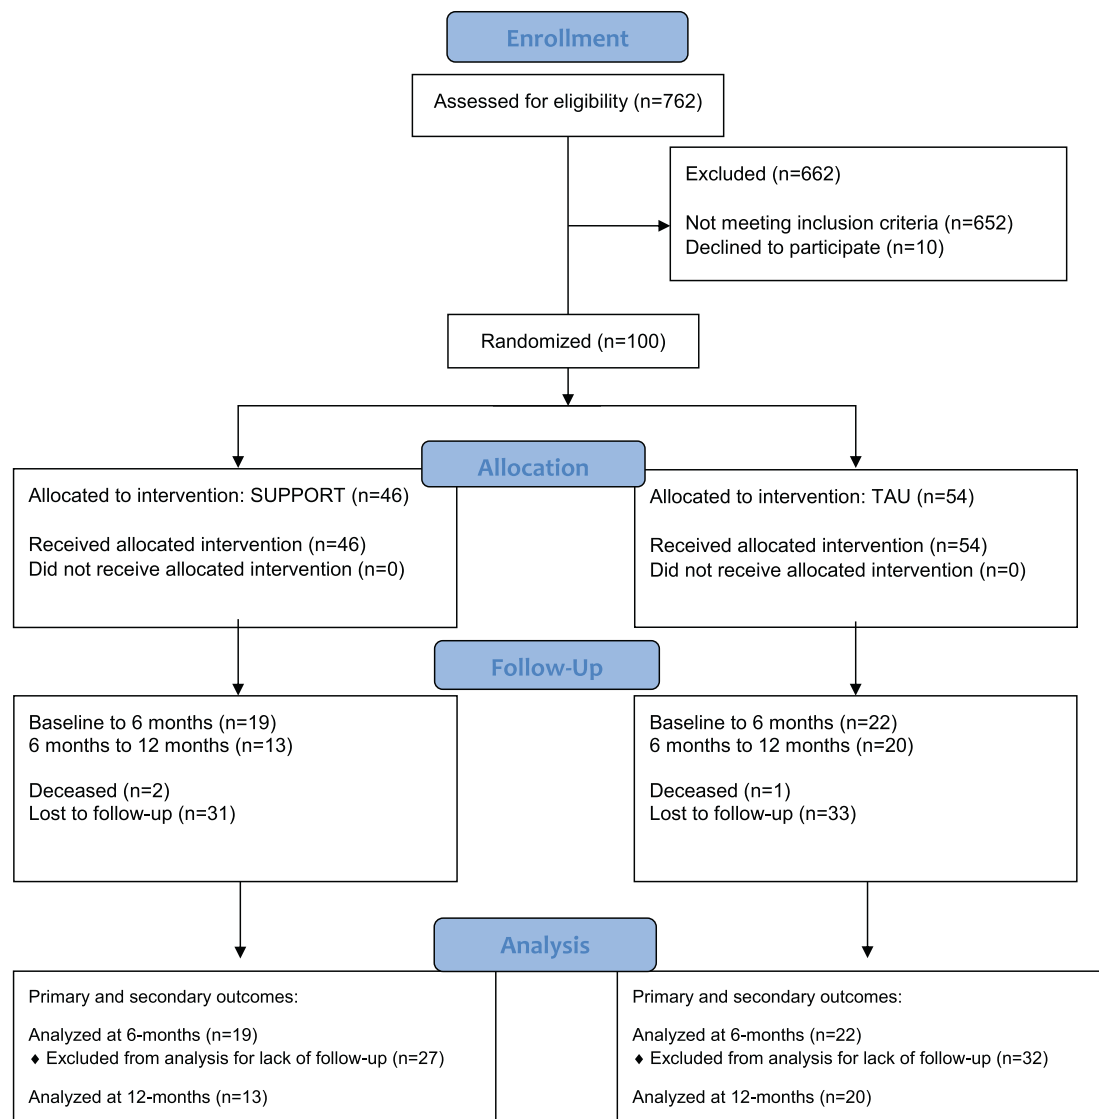 Enrollment
Assessed for eligibility (n=762)
Excluded (n=662)
Not meeting inclusion criteria (n=652)
Declined to participate (n=10)
Randomized (n=100)
Allocation
Allocated to intervention: SUPPORT (n=46)
Received allocated intervention (n=46)
Did not receive allocated intervention (n=0)
Allocated to intervention: TAU (n=54)
Received allocated intervention (n=54)
Did not receive allocated intervention (n=0)
Follow-Up
Baseline to 6 months (n=19)
6 months to 12 months (n=13)
Deceased (n=2)
Lost to follow-up (n=31)
Baseline to 6 months (n=22)
6 months to 12 months (n=20)
Deceased (n=1)
Lost to follow-up (n=33)
Analysis
Primary and secondary outcomes:
Analyzed at 6-months (n=19)
♦ Excluded from analysis for lack of follow-up (n=27)
Analyzed at 12-months (n=13)
Primary and secondary outcomes:
Analyzed at 6-months (n=22)
♦ Excluded from analysis for lack of follow-up (n=32)
Analyzed at 12-months (n=20)